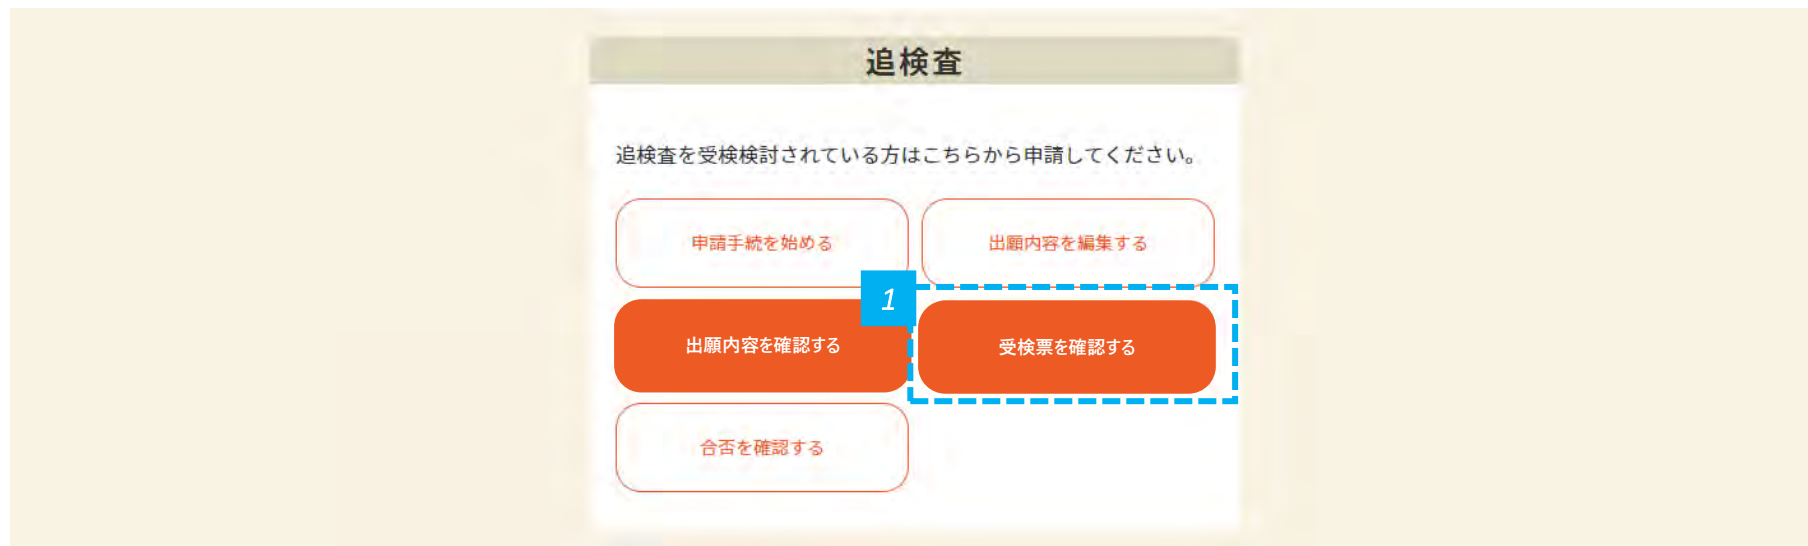 追検査
追検査を受検検討されている方はこちらから申請してください。
申請手続を始める
出願内容を編集する
1
出願内容を確認する
受検票を確認する
合否を確認する